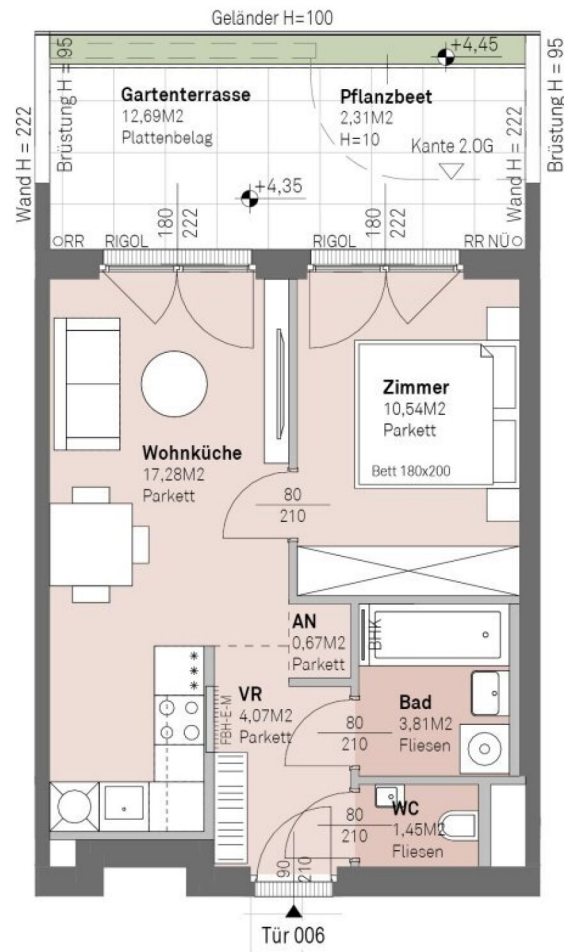 Geländer H=100
+4,45
Wand H = 222
Brüstung H = 95
Gartenterrasse
12,69M2
Plattenbelag
Pflanzbeet
2,31M2
H=10
Kante 2.OG
Wand H = 222
Brüstung H = 95
+4,35
180
222
180
222
RR
RIGOL
RIGOL
RR NÜ
Zimmer
10,54M2
Parkett
Bett 180x200
Wohnküche
17,28M2
Parkett
80
210
AN
0,67M2
Parkett
BHK
VR
4,07M2
Parkett
FBH-E-M
Bad
3,81M2
Fliesen
80
210
WC
1,45M2
Fliesen
80
210
90
210
Tür 006